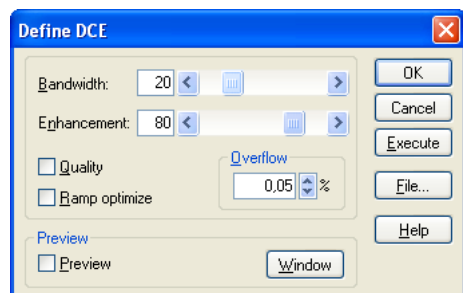 Define DCE
Bandwidth: 20
OK
Enhancement: 80
Cancel
Execute
Quality
Overflow
0,05 %
File...
Ramp optimize
Help
Preview
Preview
Window